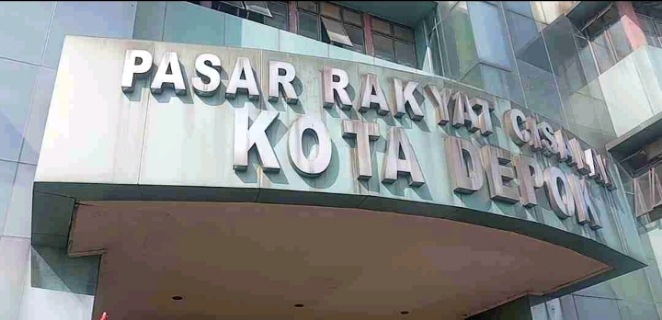 PASAR RAKYAT CISALAK
KOTA DEPOK